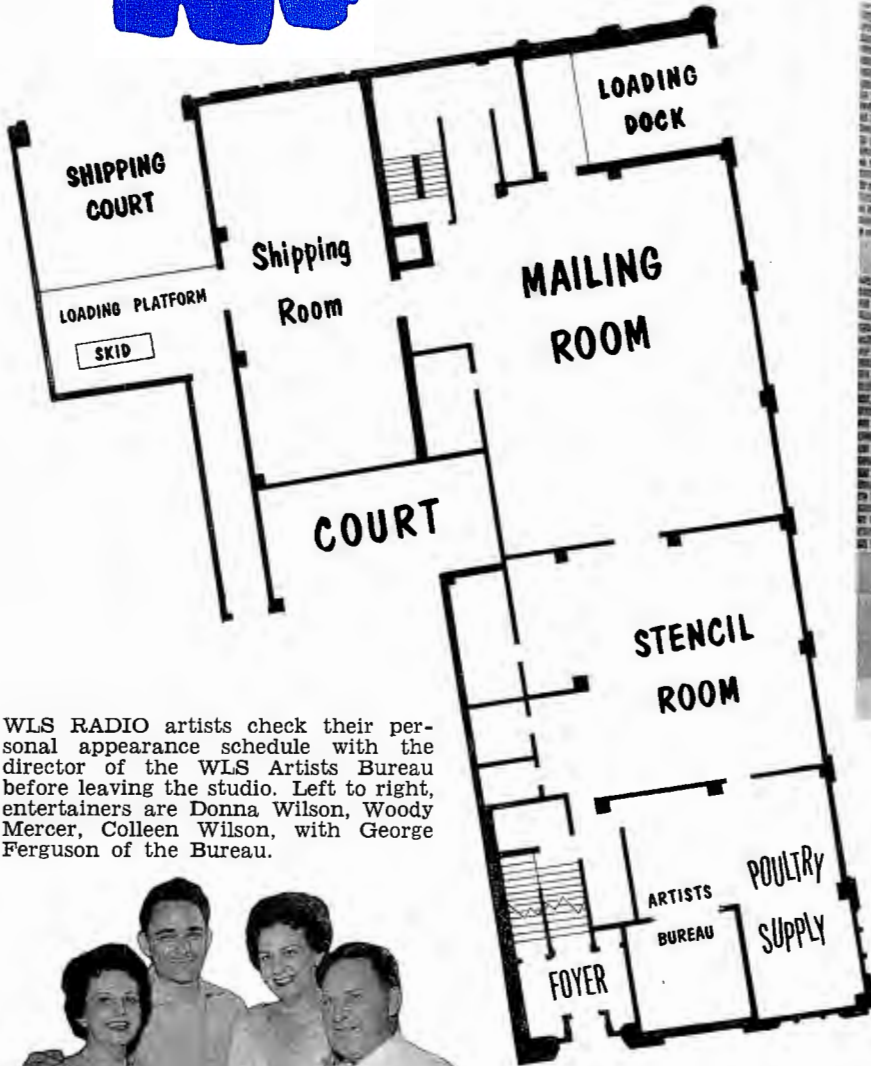 LOADING
DOCK
SHIPPING
COURT
Shipping
Room
MAILING
ROOM
LOADING PLATFORM
SKID
COURT
STENCIL
ROOM
WLS RADIO artists check their per-
sonal appearance schedule with the
director of the WLS Artists Bureau
before leaving the studio. Left to right,
entertainers are Donna Wilson, Woody
Mercer, Colleen Wilson, with George
Ferguson of the Bureau.
ARTISTS
BUREAU
POULTRY
SUPPLY
FOYER